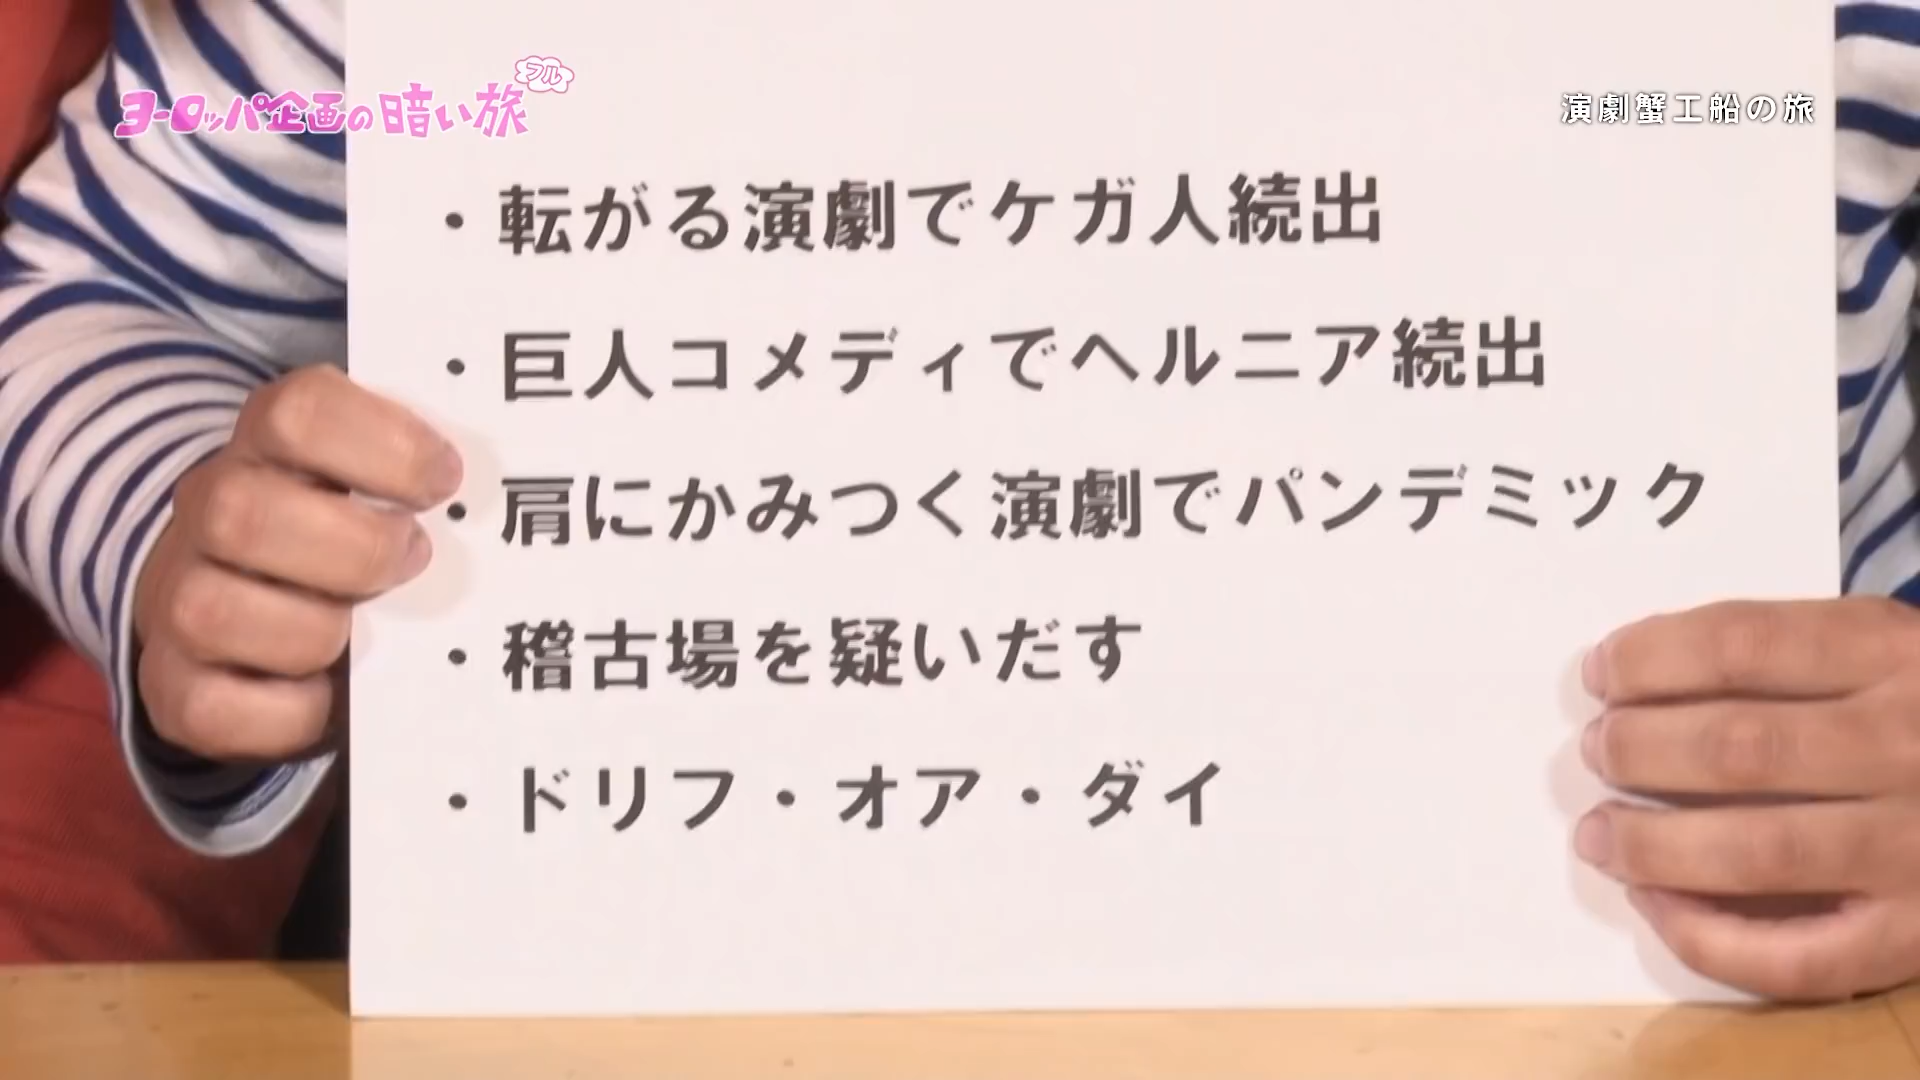 ヨーロッパ企画の暗い旅
フル
演劇蟹工船の旅
・転がる演劇でケガ人続出
・巨人コメディでヘルニア続出
・肩にかみつく演劇でパンデミック
・稽古場を疑いだす
・ドリフ・オア・ダイ